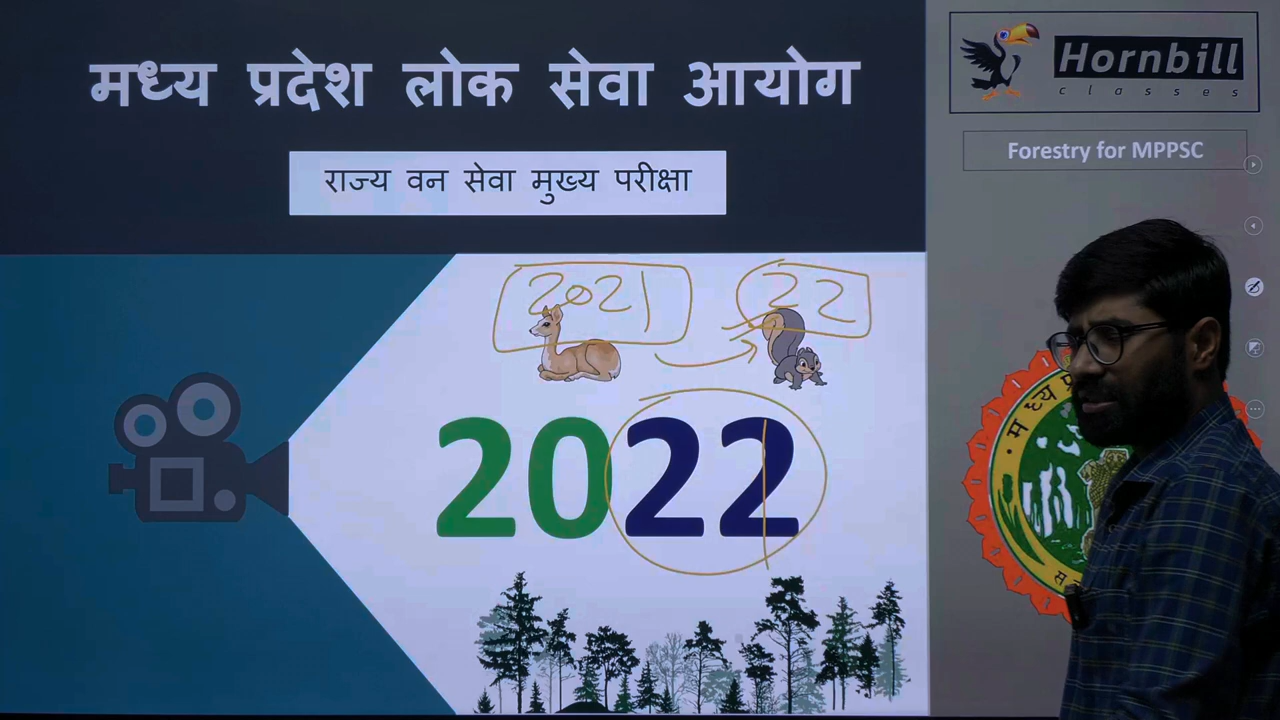 मध्य प्रदेश लोक सेवा आयोग
राज्य वन सेवा मुख्य परीक्षा
Hornbill
classes
Forestry for MPPSC
2021
22
2022